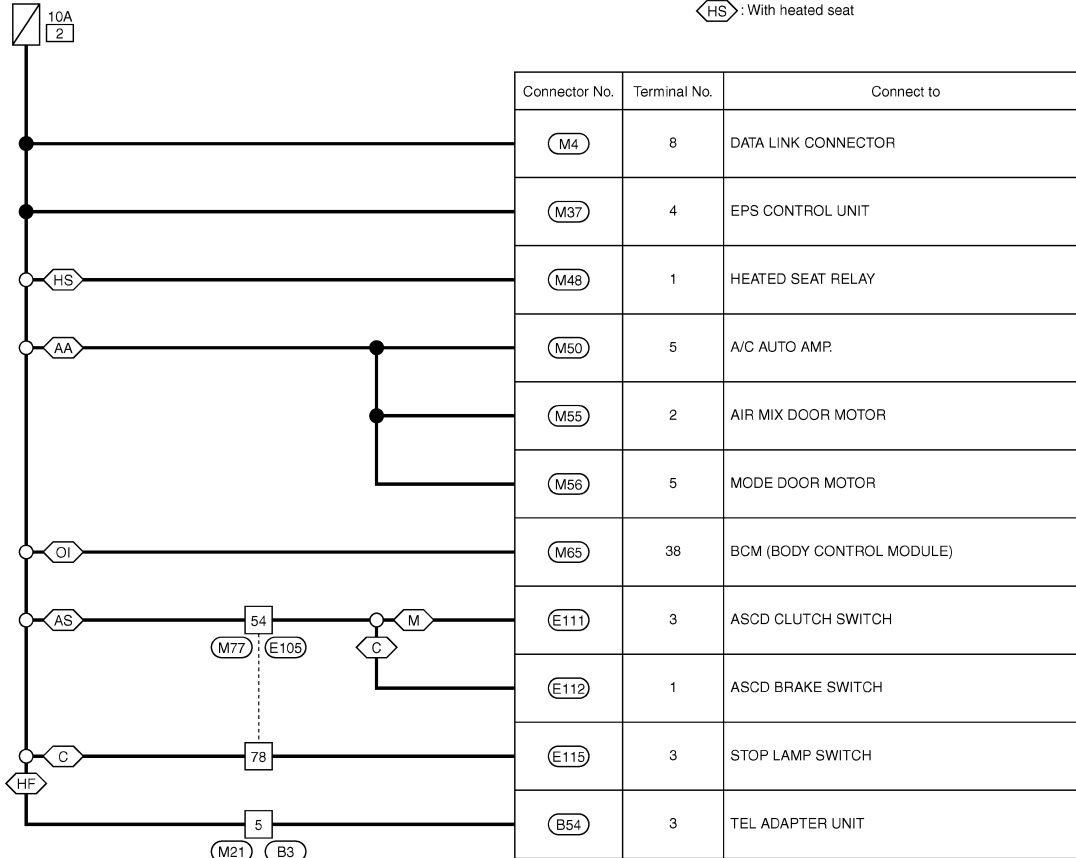 10A
2
HS : With heated seat
Connector No. Terminal No. Connect to
M4 8 DATA LINK CONNECTOR
M37 4 EPS CONTROL UNIT
HS M48 1 HEATED SEAT RELAY
AA M50 5 A/C AUTO AMP.
M55 2 AIR MIX DOOR MOTOR
M56 5 MODE DOOR MOTOR
OI M65 38 BCM (BODY CONTROL MODULE)
AS 54 M E111 3 ASCD CLUTCH SWITCH
M77 E105 C
E112 1 ASCD BRAKE SWITCH
C 78 E115 3 STOP LAMP SWITCH
HF
5 B54 3 TEL ADAPTER UNIT
M21 B3